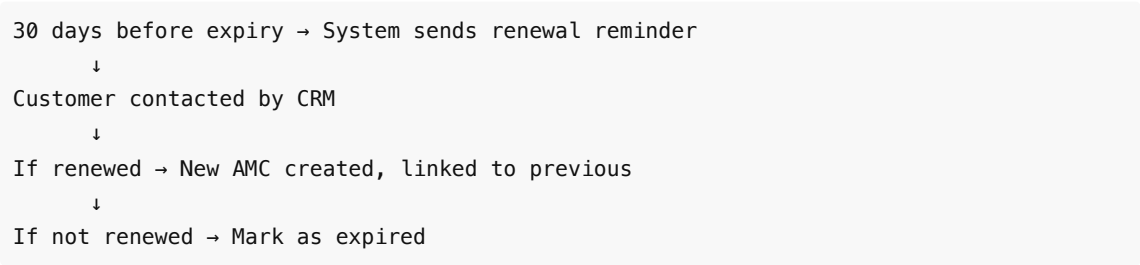 30 days before expiry → System sends renewal reminder
↓
Customer contacted by CRM
↓
If renewed → New AMC created, linked to previous
↓
If not renewed → Mark as expired